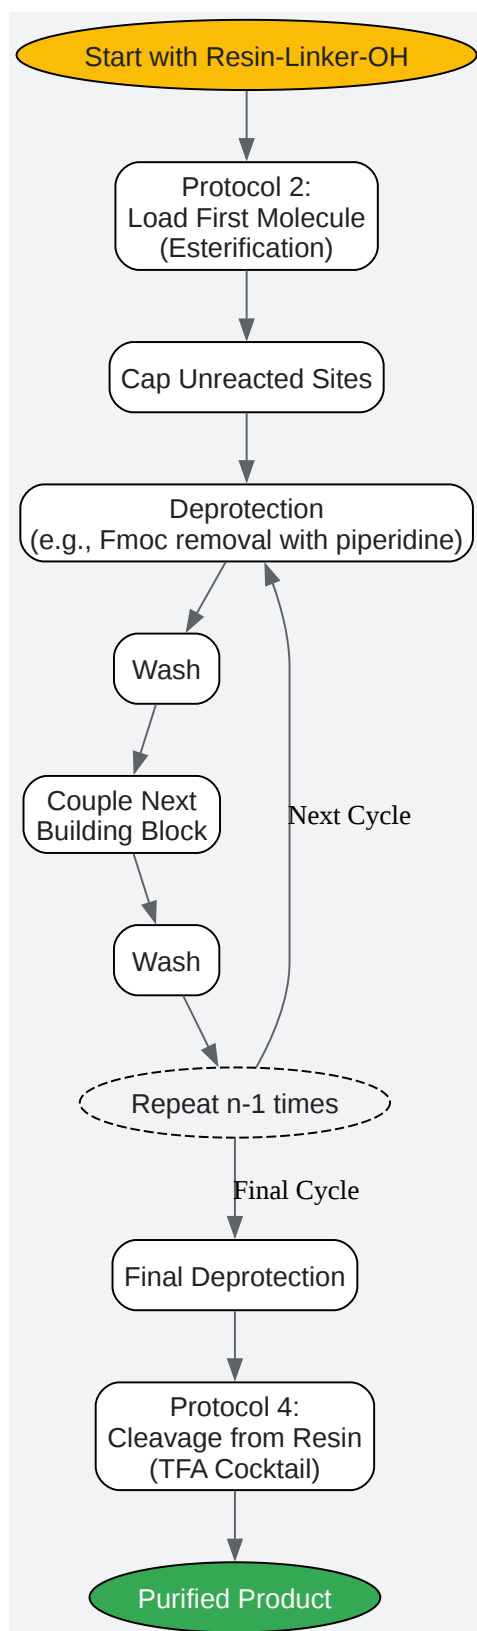 Start with Resin-Linker-OH
Protocol 2:
Load First Molecule
(Esterification)
Cap Unreacted Sites
Deprotection
(e.g., Fmoc removal with piperidine)
Wash
Couple Next
Building Block
Next Cycle
Wash
Repeat n-1 times
Final Cycle
Final Deprotection
Protocol 4:
Cleavage from Resin
(TFA Cocktail)
Purified Product